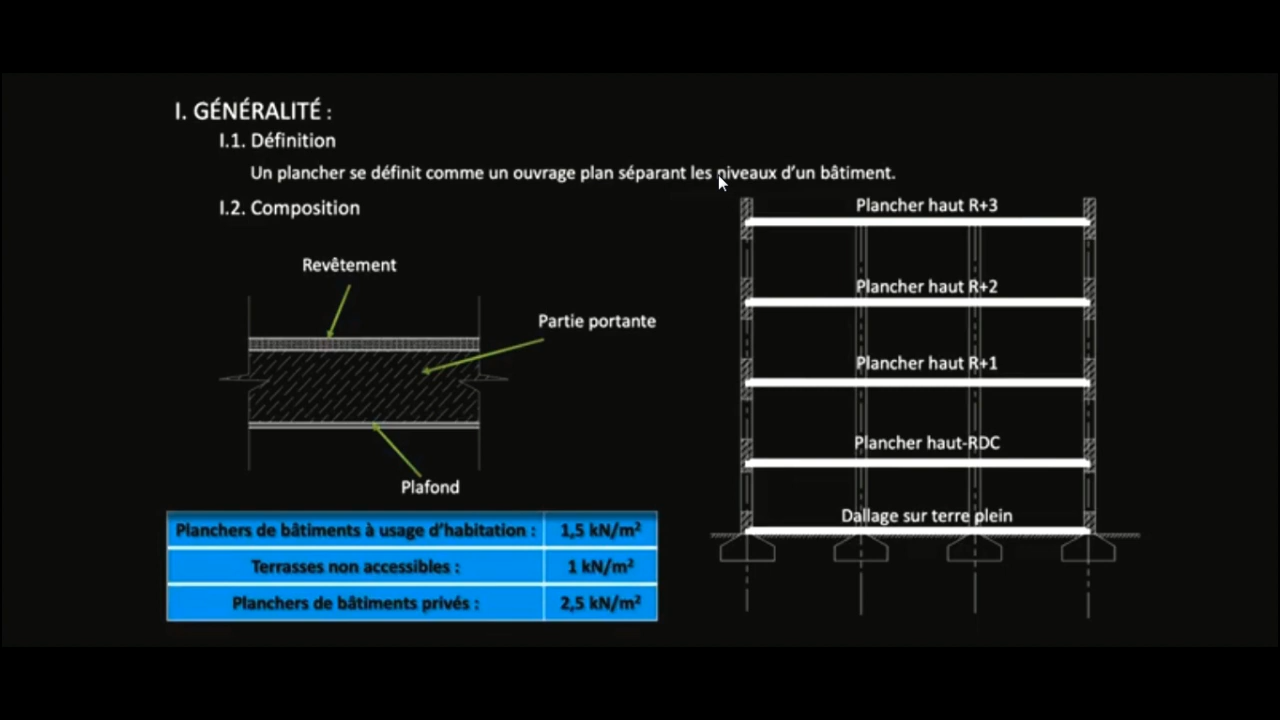 I. GÉNÉRALITÉ :
I.1. Définition
Un plancher se définit comme un ouvrage plan séparant les niveaux d'un bâtiment.
I.2. Composition
Revêtement
Partie portante
Plafond
Planchers de bâtiments à usage d'habitation : 1,5 kN/m²
Terrasses non accessibles : 1 kN/m²
Planchers de bâtiments privés : 2,5 kN/m²
Plancher haut R+3
Plancher haut R+2
Plancher haut R+1
Plancher haut-RDC
Dallage sur terre plein